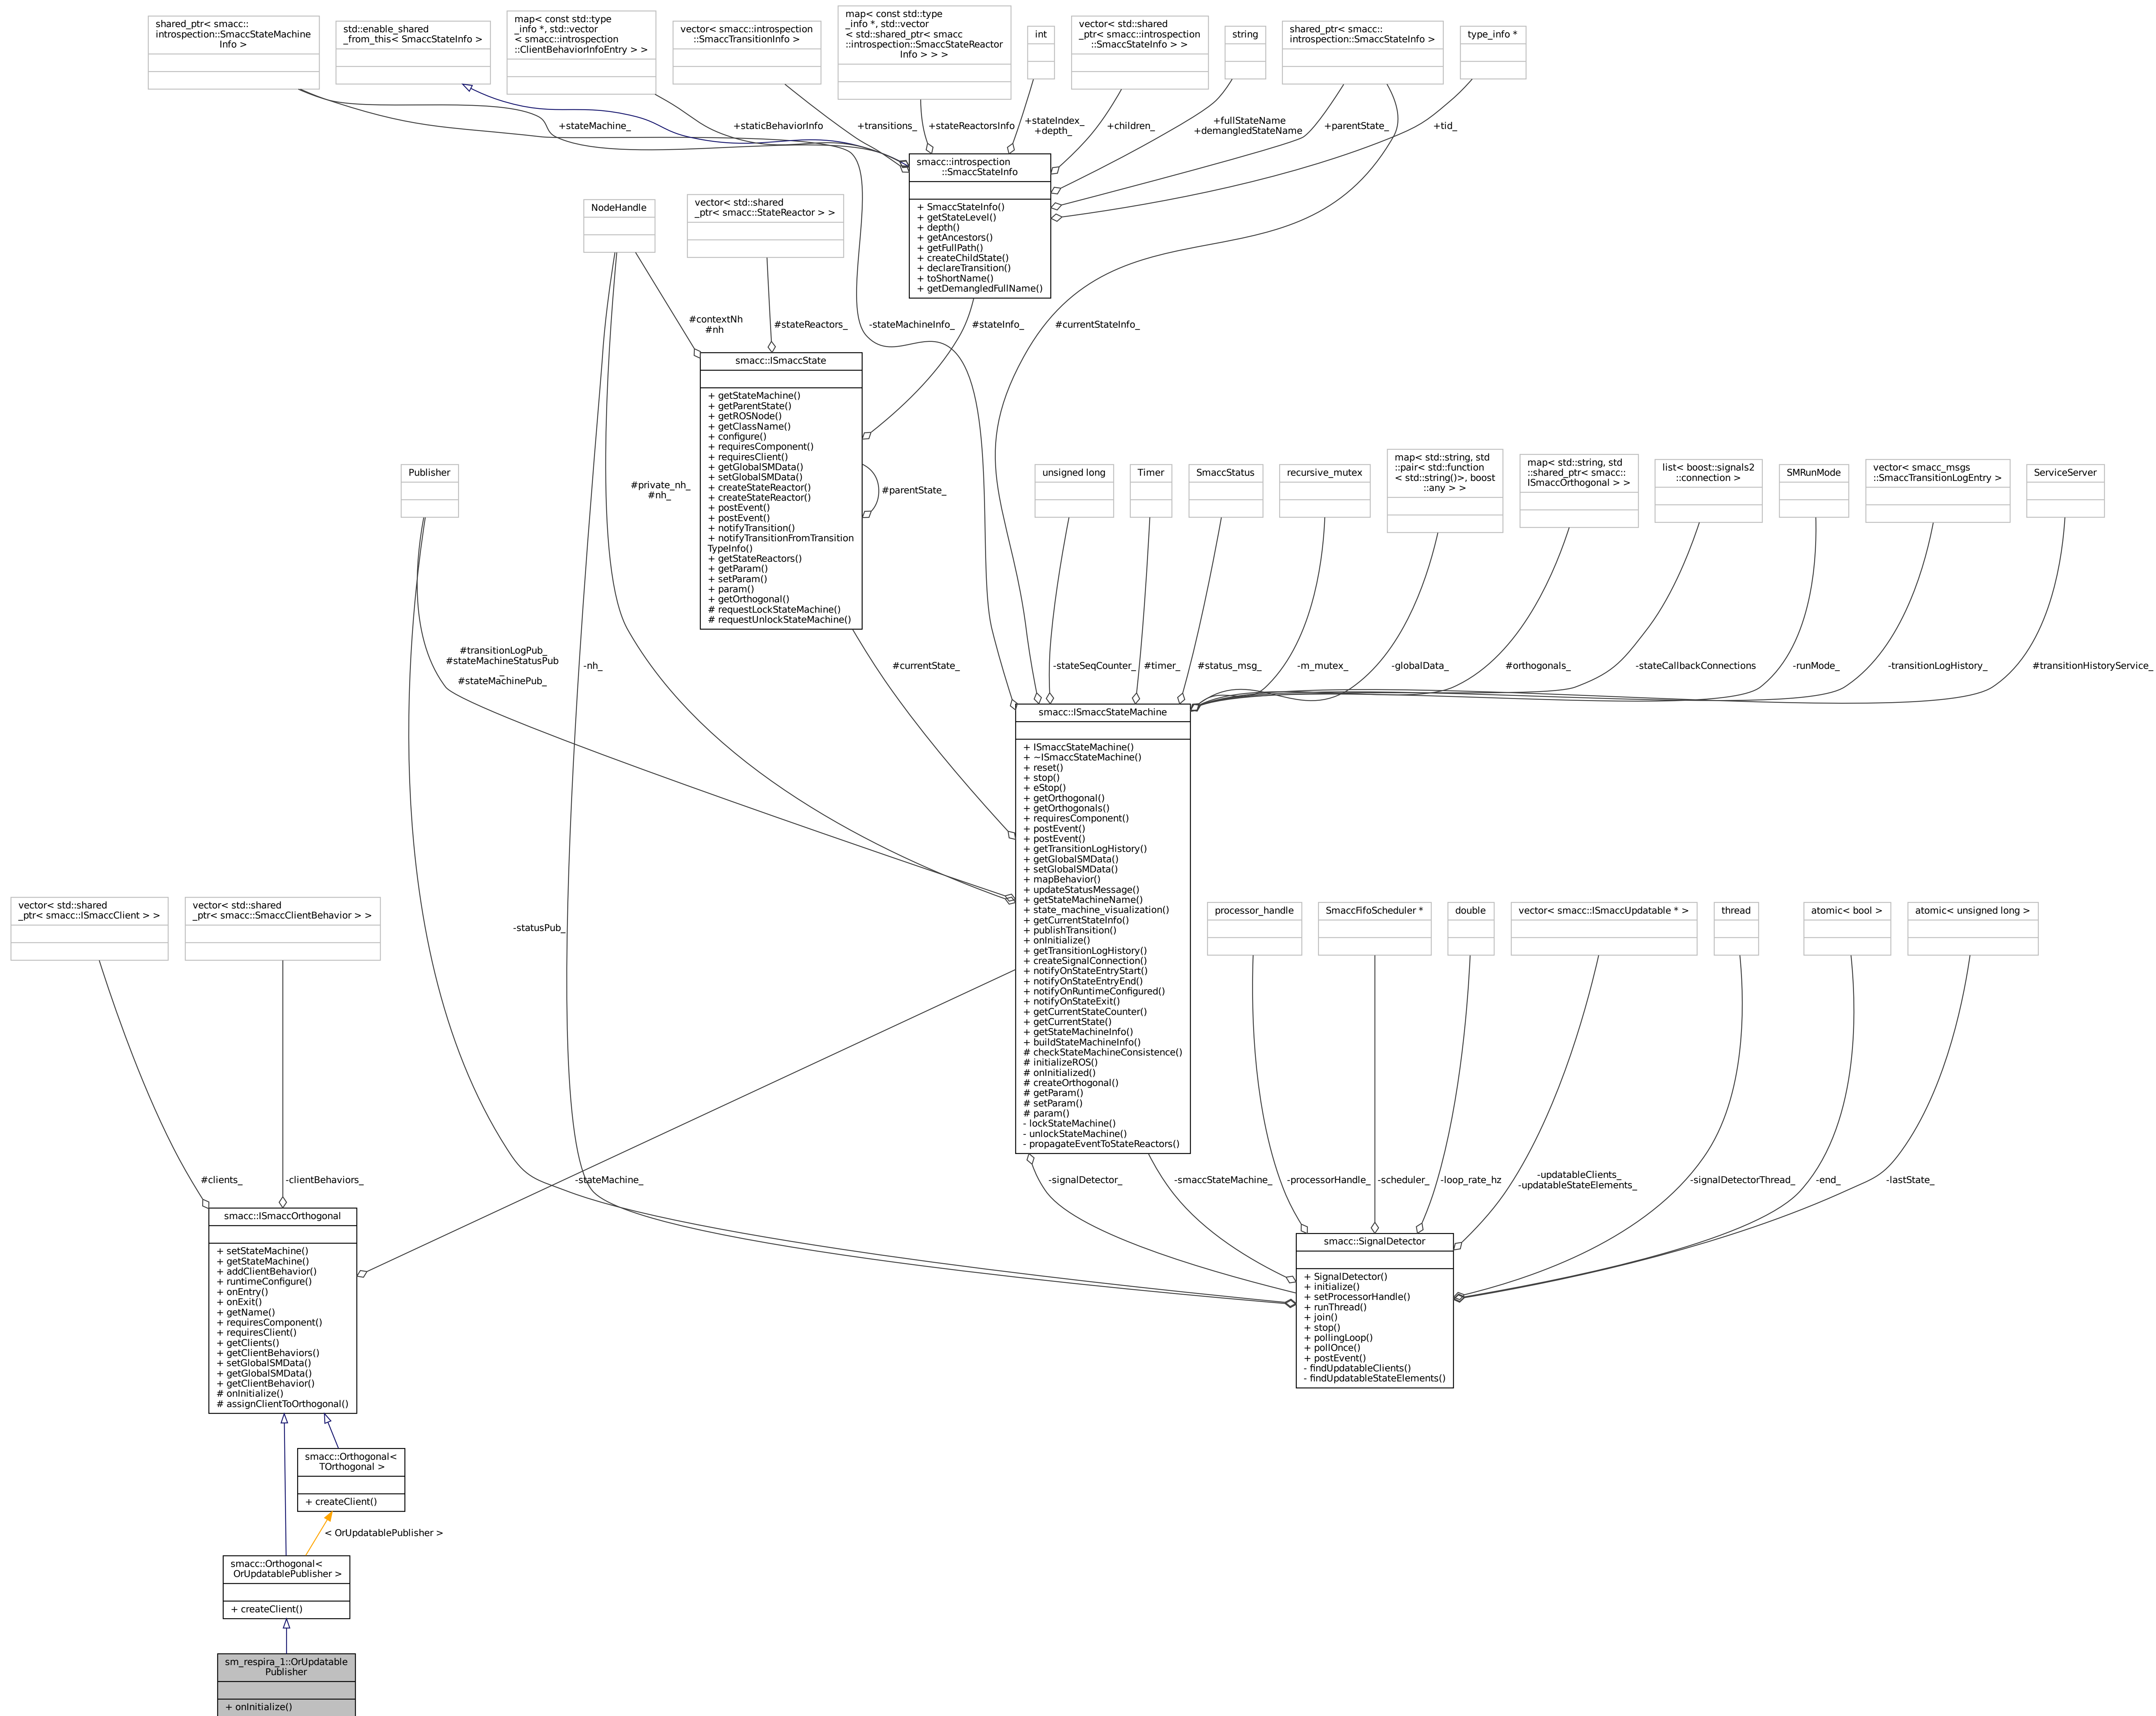 shared_ptr< smacc::
introspection::SmaccStateMachine
Info >
std::enable_shared
_from_this< SmaccStateInfo >
map< const std::type
_info *, std::vector
< smacc::introspection
::ClientBehaviorInfoEntry > >
vector< smacc::introspection
::SmaccTransitionInfo >
map< const std::type
_info *, std::vector
< std::shared_ptr< smacc
::introspection::SmaccStateReactor
Info > > >
int
vector< std::shared
_ptr< smacc::introspection
::SmaccStateInfo > >
string
shared_ptr< smacc::
introspection::SmaccStateInfo >
type_info *
+stateMachine_
+staticBehaviorInfo
+transitions_
+stateReactorsInfo
+stateIndex_
+depth_
+children_
+fullStateName
+demangledStateName
+parentState_
+tid_
smacc::introspection
::SmaccStateInfo
+ SmaccStateInfo()
+ getStateLevel()
+ depth()
+ getAncestors()
+ getFullPath()
+ createChildState()
+ declareTransition()
+ toShortName()
+ getDemangledFullName()
NodeHandle
vector< std::shared
_ptr< smacc::StateReactor > >
#contextNh
#nh
#stateReactors_
-stateMachineInfo_
#stateInfo_
#currentStateInfo_
smacc::ISmaccState
+ getStateMachine()
+ getParentState()
+ getROSNode()
+ getClassName()
+ configure()
+ requiresComponent()
+ requiresClient()
+ getGlobalSMData()
+ setGlobalSMData()
+ createStateReactor()
+ createStateReactor()
+ postEvent()
+ postEvent()
+ notifyTransition()
+ notifyTransitionFromTransition
TypeInfo()
+ getStateReactors()
+ getParam()
+ setParam()
+ param()
+ getOrthogonal()
# requestLockStateMachine()
# requestUnlockStateMachine()
#parentState_
Publisher
#private_nh_
#nh_
unsigned long
Timer
SmaccStatus
recursive_mutex
map< std::string, std
::pair< std::function
< std::string()>, boost
::any > >
map< std::string, std
::shared_ptr< smacc::
ISmaccOrthogonal > >
list< boost::signals2
::connection >
SMRunMode
vector< smacc_msgs
::SmaccTransitionLogEntry >
ServiceServer
#transitionLogPub_
#stateMachineStatusPub
_
#stateMachinePub_
-nh_
#currentState_
-stateSeqCounter_
#timer_
#status_msg_
-m_mutex_
-globalData_
#orthogonals_
-stateCallbackConnections
-runMode_
-transitionLogHistory_
#transitionHistoryService_
smacc::ISmaccStateMachine
+ ISmaccStateMachine()
+ ~ISmaccStateMachine()
+ reset()
+ stop()
+ eStop()
+ getOrthogonal()
+ getOrthogonals()
+ requiresComponent()
+ postEvent()
+ postEvent()
+ getTransitionLogHistory()
+ getGlobalSMData()
+ setGlobalSMData()
+ mapBehavior()
+ updateStatusMessage()
+ getCurrentStateInfo()
+ getStateMachineName()
+ state_machine_visualization()
+ getCurrentStateInfo()
+ publishTransition()
+ onInitialize()
+ getTransitionLogHistory()
+ createSignalConnection()
+ notifyOnStateEntryStart()
+ notifyOnStateEntryEnd()
+ notifyOnRuntimeConfigured()
+ notifyOnStateExit()
+ getCurrentStateCounter()
+ getCurrentState()
+ getStateMachineInfo()
+ buildStateMachineInfo()
# checkStateMachineConsistence()
# initializeROS()
# onInitialized()
# createOrthogonal()
# getParam()
# setParam()
# param()
- lockStateMachine()
- unlockStateMachine()
- propagateEventToStateReactors()
vector< std::shared
_ptr< smacc::ISmaccClient > >
vector< std::shared
_ptr< smacc::SmaccClientBehavior > >
-statusPub_
processor_handle
SmaccFifoScheduler *
double
vector< smacc::ISmaccUpdatable * >
thread
atomic< bool >
atomic< unsigned long >
#clients_
-clientBehaviors_
-stateMachine_
-signalDetector_
-smaccStateMachine_
-processorHandle_
-scheduler_
-loop_rate_hz
-updatableClients_
-updatableStateElements_
-signalDetectorThread_
-end_
-lastState_
smacc::ISmaccOrthogonal
+ setStateMachine()
+ getStateMachine()
+ addClientBehavior()
+ runtimeConfigure()
+ onEntry()
+ onExit()
+ getName()
+ requiresComponent()
+ requiresClient()
+ getClients()
+ getClientBehaviors()
+ setGlobalSMData()
+ getGlobalSMData()
+ getClientBehavior()
# onInitialize()
# assignClientToOrthogonal()
smacc::SignalDetector
+ SignalDetector()
+ initialize()
+ setProcessorHandle()
+ runThread()
+ join()
+ stop()
+ pollingLoop()
+ pollOnce()
+ postEvent()
- findUpdatableClients()
- findUpdatableStateElements()
smacc::Orthogonal<
TOrthogonal >
+ createClient()
< OrUpdatablePublisher >
smacc::Orthogonal<
OrUpdatablePublisher >
+ createClient()
sm_respira_1::OrUpdatable
Publisher
+ onInitialize()